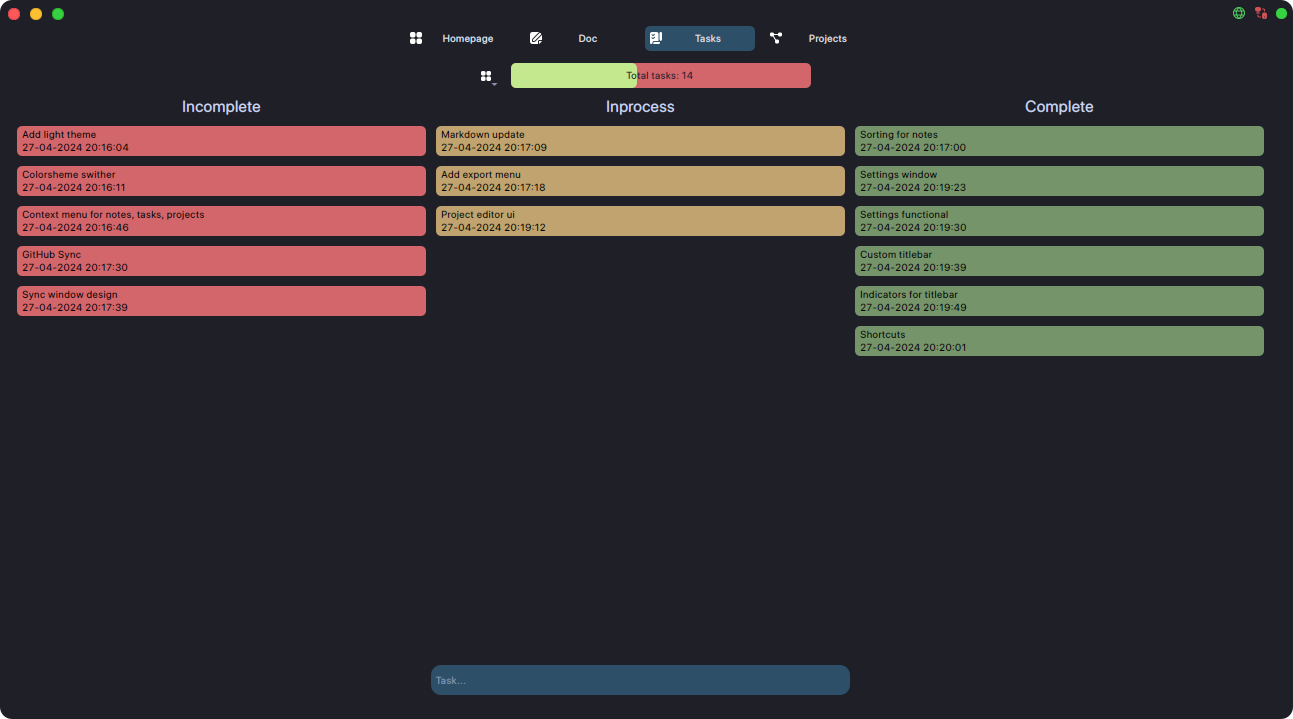 Homepage
Doc
Tasks
Projects
Total tasks: 14
Incomplete
Add light theme
27-04-2024 20:16:04
Colorsheme swither
27-04-2024 20:16:11
Context menu for notes, tasks, projects
27-04-2024 20:16:46
GitHub Sync
27-04-2024 20:17:30
Sync window design
27-04-2024 20:17:39
Inprocess
Markdown update
27-04-2024 20:17:09
Add export menu
27-04-2024 20:17:18
Project editor ui
27-04-2024 20:19:12
Complete
Sorting for notes
27-04-2024 20:17:00
Settings window
27-04-2024 20:19:23
Settings functional
27-04-2024 20:19:30
Custom titlebar
27-04-2024 20:19:39
Indicators for titlebar
27-04-2024 20:19:49
Shortcuts
27-04-2024 20:20:01
Task...